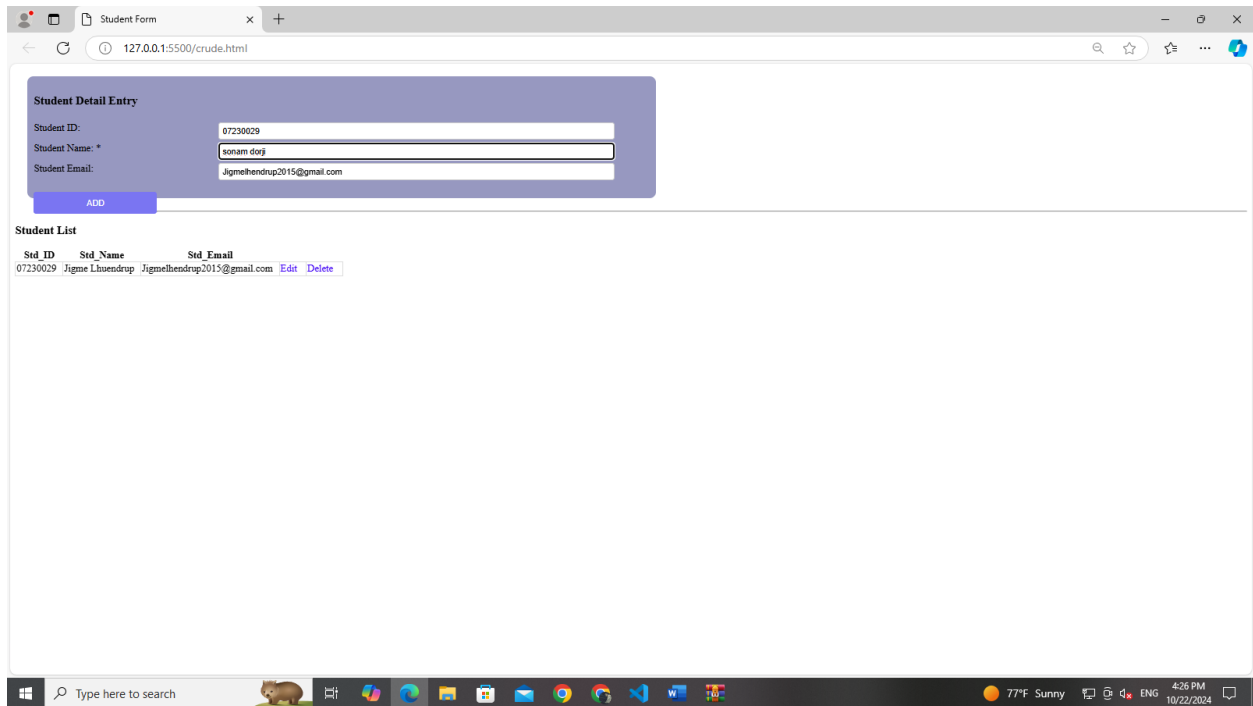 Student Form
127.0.0.1:5500/crude.html
Student Detail Entry
Student ID: 07230029
Student Name: * sonam dorji
Student Email: Jigmelhendrup2015@gmail.com
ADD
Student List
Std_ID Std_Name Std_Email
07230029 Jigme Lhuendrup Jigmelhendrup2015@gmail.com Edit Delete
Type here to search
77°F Sunny ENG 4:26 PM
10/22/2024